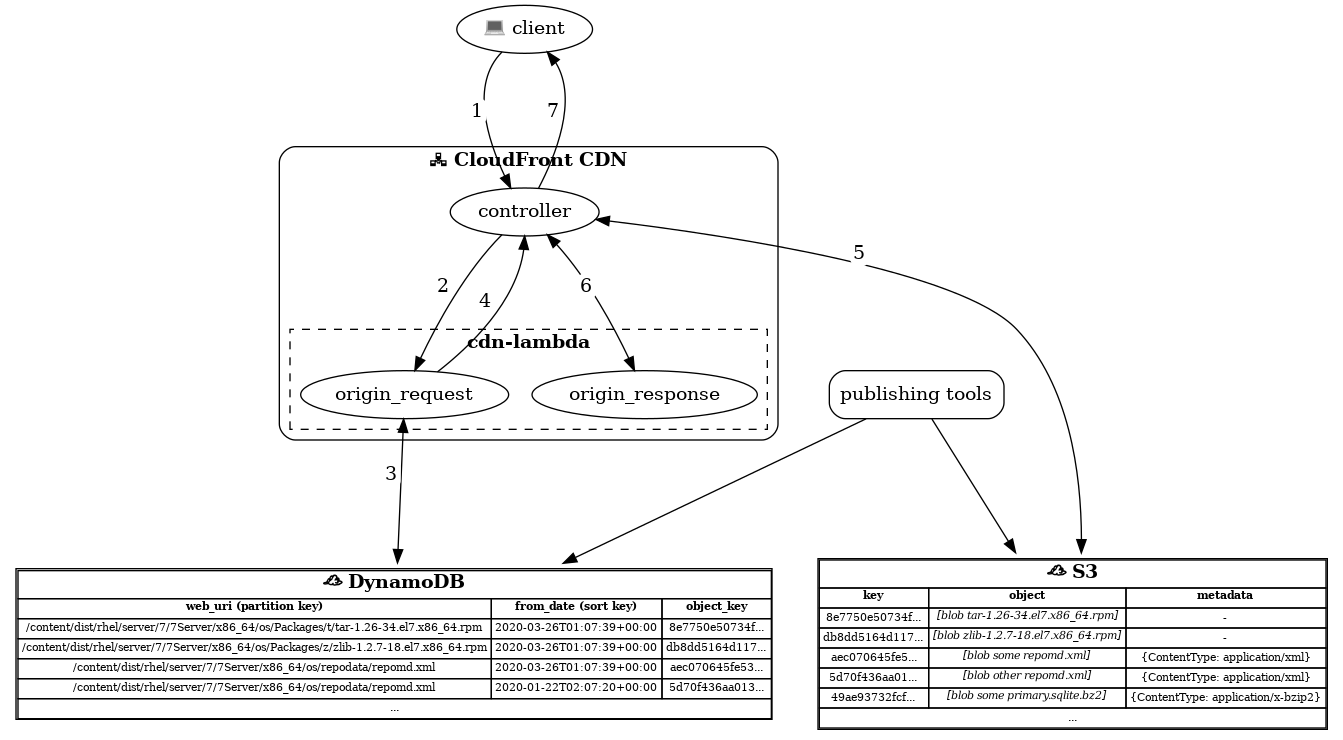 client
1
7
CloudFront CDN
controller
5
2
4
6
cdn-lambda
origin_request
origin_response
publishing tools
3
DynamoDB
web_uri (partition key) from_date (sort key) object_key
/content/dist/rhel/server/7/7Server/x86_64/os/Packages/t/tar-1.26-34.el7.x86_64.rpm 2020-03-26T01:07:39+00:00 8e7750e50734f...
/content/dist/rhel/server/7/7Server/x86_64/os/Packages/z/zlib-1.2.7-18.el7.x86_64.rpm 2020-03-26T01:07:39+00:00 db8dd5164d117...
/content/dist/rhel/server/7/7Server/x86_64/os/repodata/repomd.xml 2020-03-26T01:07:39+00:00 aec070645fe53...
/content/dist/rhel/server/7/7Server/x86_64/os/repodata/repomd.xml 2020-01-22T02:07:20+00:00 5d70f436aa013...
...
S3
key object metadata
8e7750e50734f... [blob tar-1.26-34.el7.x86_64.rpm] -
db8dd5164d117... [blob zlib-1.2.7-18.el7.x86_64.rpm] -
aec070645fe5... [blob some repomd.xml] {ContentType: application/xml}
5d70f436aa01... [blob other repomd.xml] {ContentType: application/xml}
49ae93732fcf... [blob some primary.sqlite.bz2] {ContentType: application/x-bzip2}
...